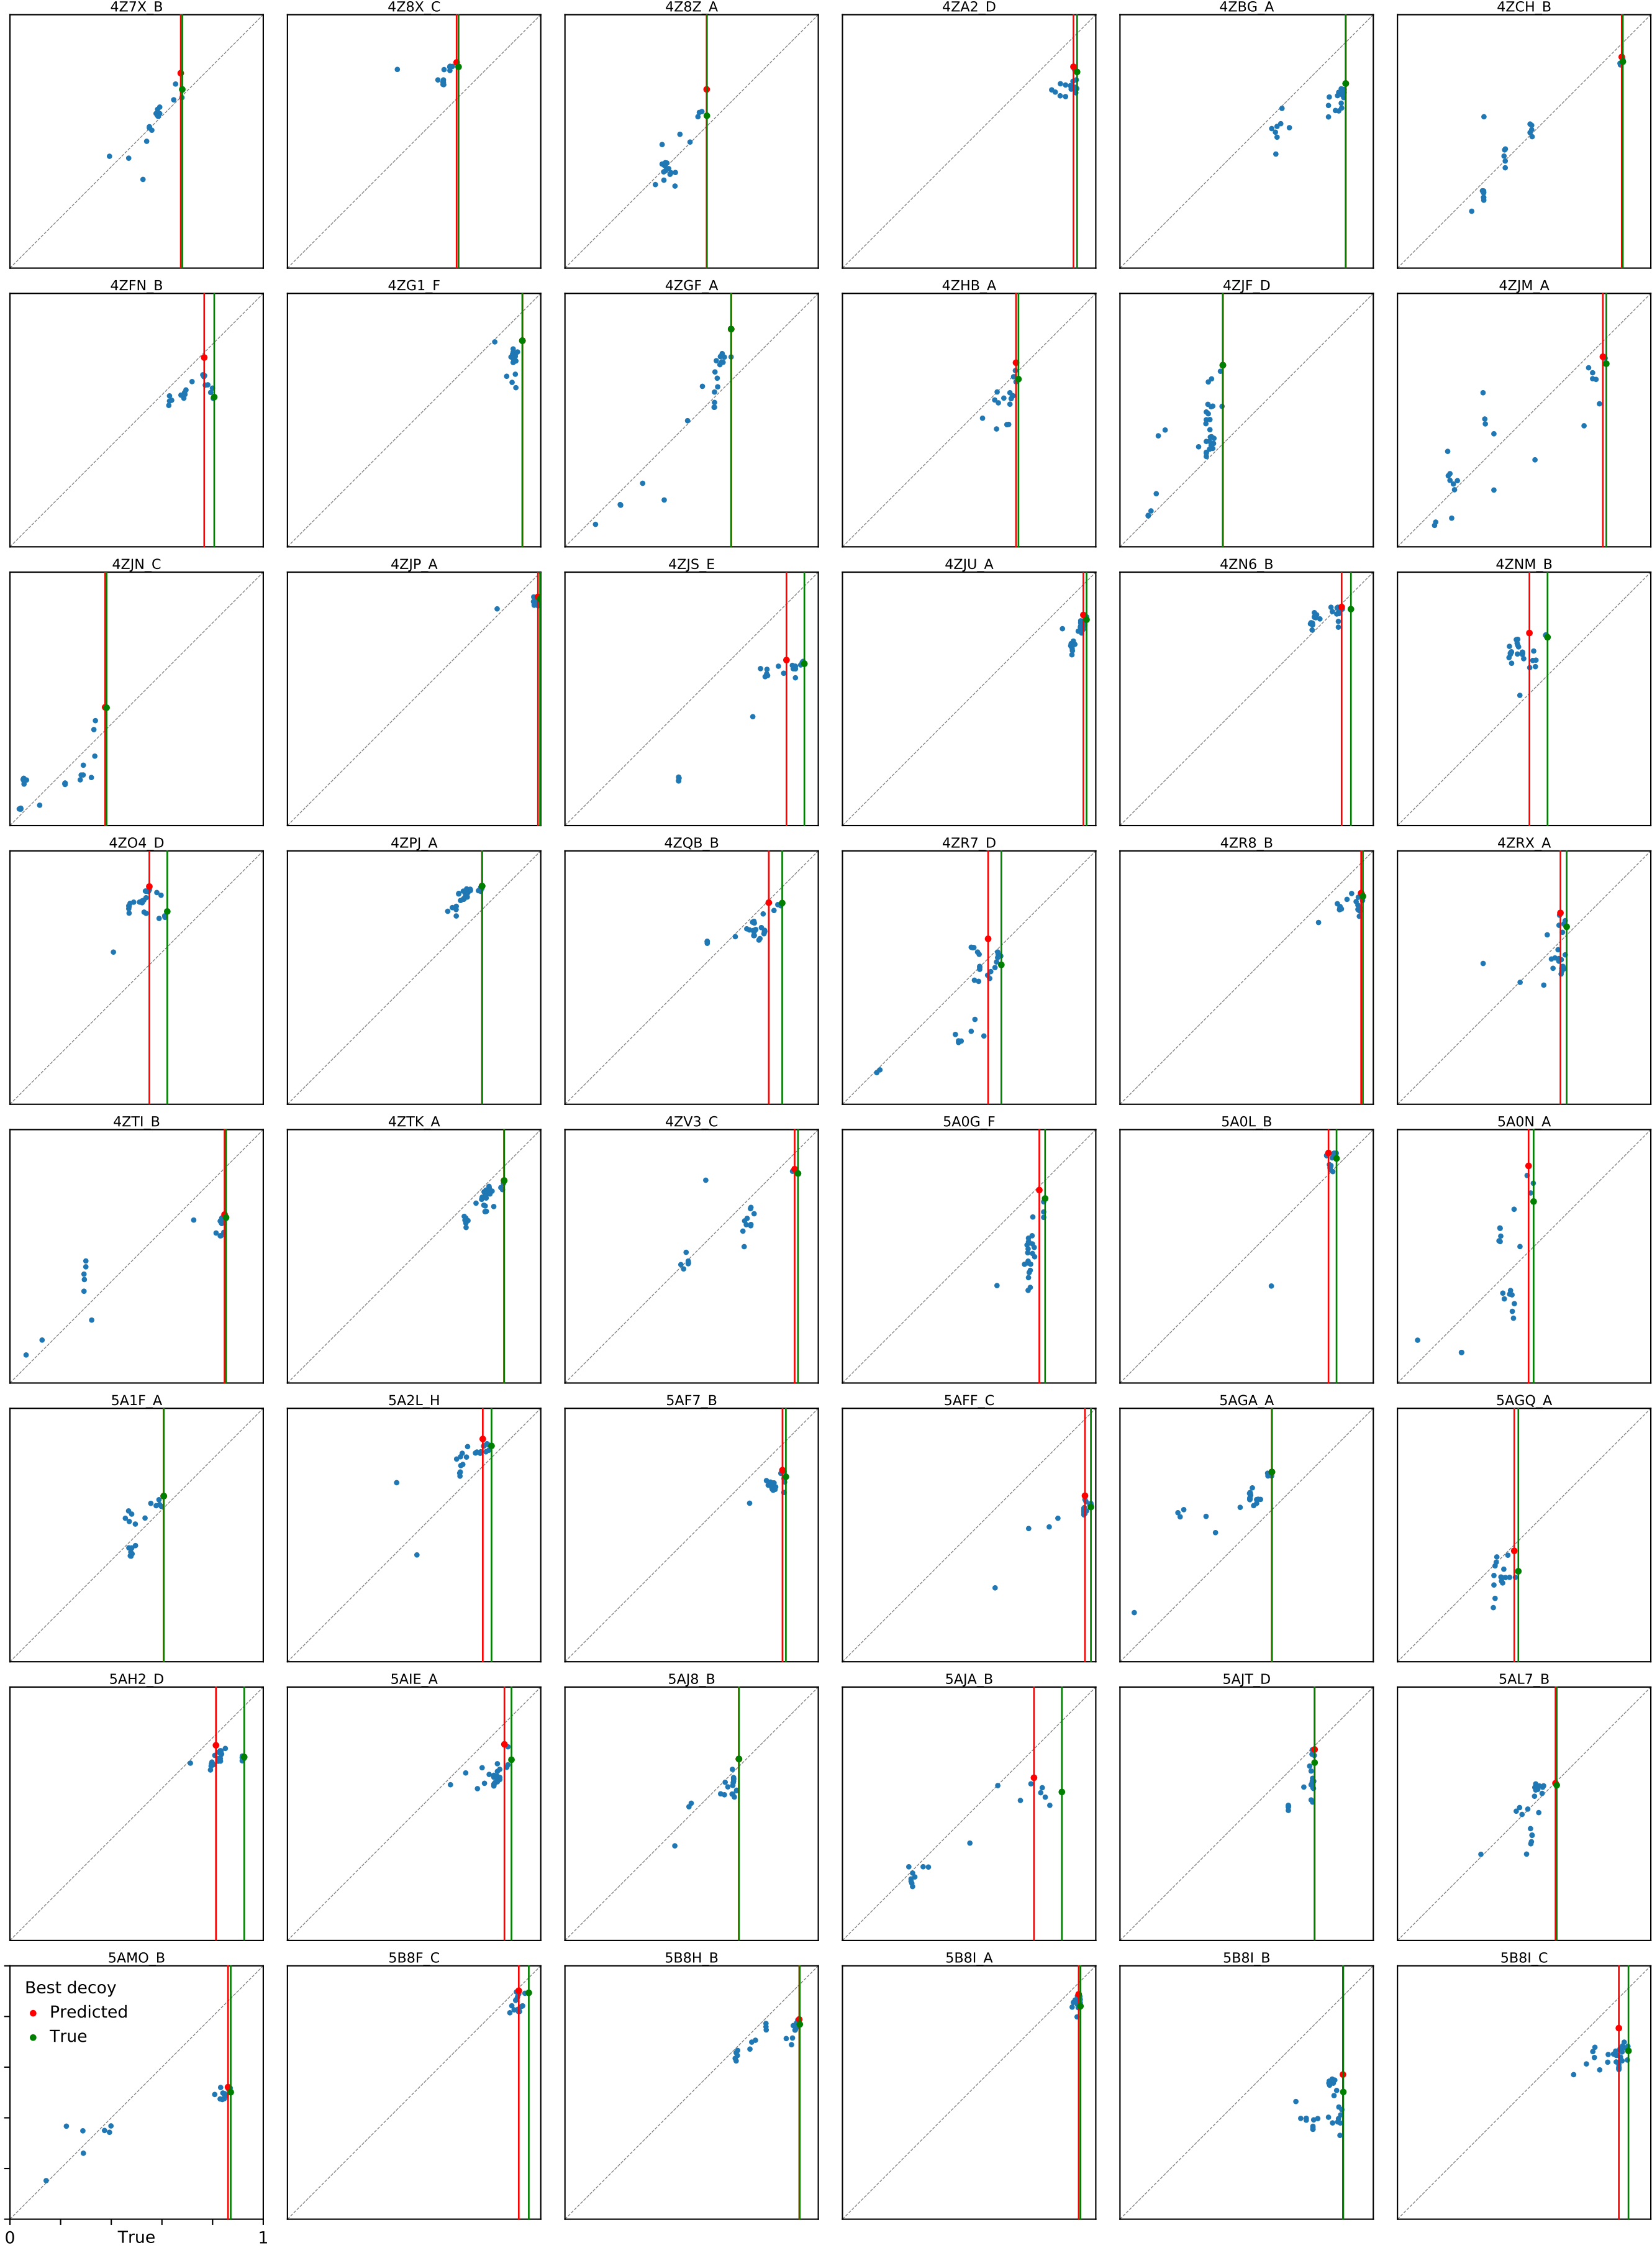 4Z7X_B
4Z8X_C
4Z8Z_A
4ZA2_D
4ZBG_A
4ZCH_B
4ZFN_B
4ZG1_F
4ZGF_A
4ZHB_A
4ZJF_D
4ZJM_A
4ZJN_C
4ZJP_A
4ZJS_E
4ZJU_A
4ZN6_B
4ZNM_B
4ZO4_D
4ZPJ_A
4ZQB_B
4ZR7_D
4ZR8_B
4ZRX_A
4ZTI_B
4ZTK_A
4ZV3_C
5A0G_F
5A0L_B
5A0N_A
5A1F_A
5A2L_H
5AF7_B
5AFF_C
5AGA_A
5AGQ_A
5AH2_D
5AIE_A
5AJ8_B
5AJA_B
5AJT_D
5AL7_B
5AMO_B
5B8F_C
5B8H_B
5B8I_A
5B8I_B
5B8I_C
Best decoy
Predicted
True
0
True
1